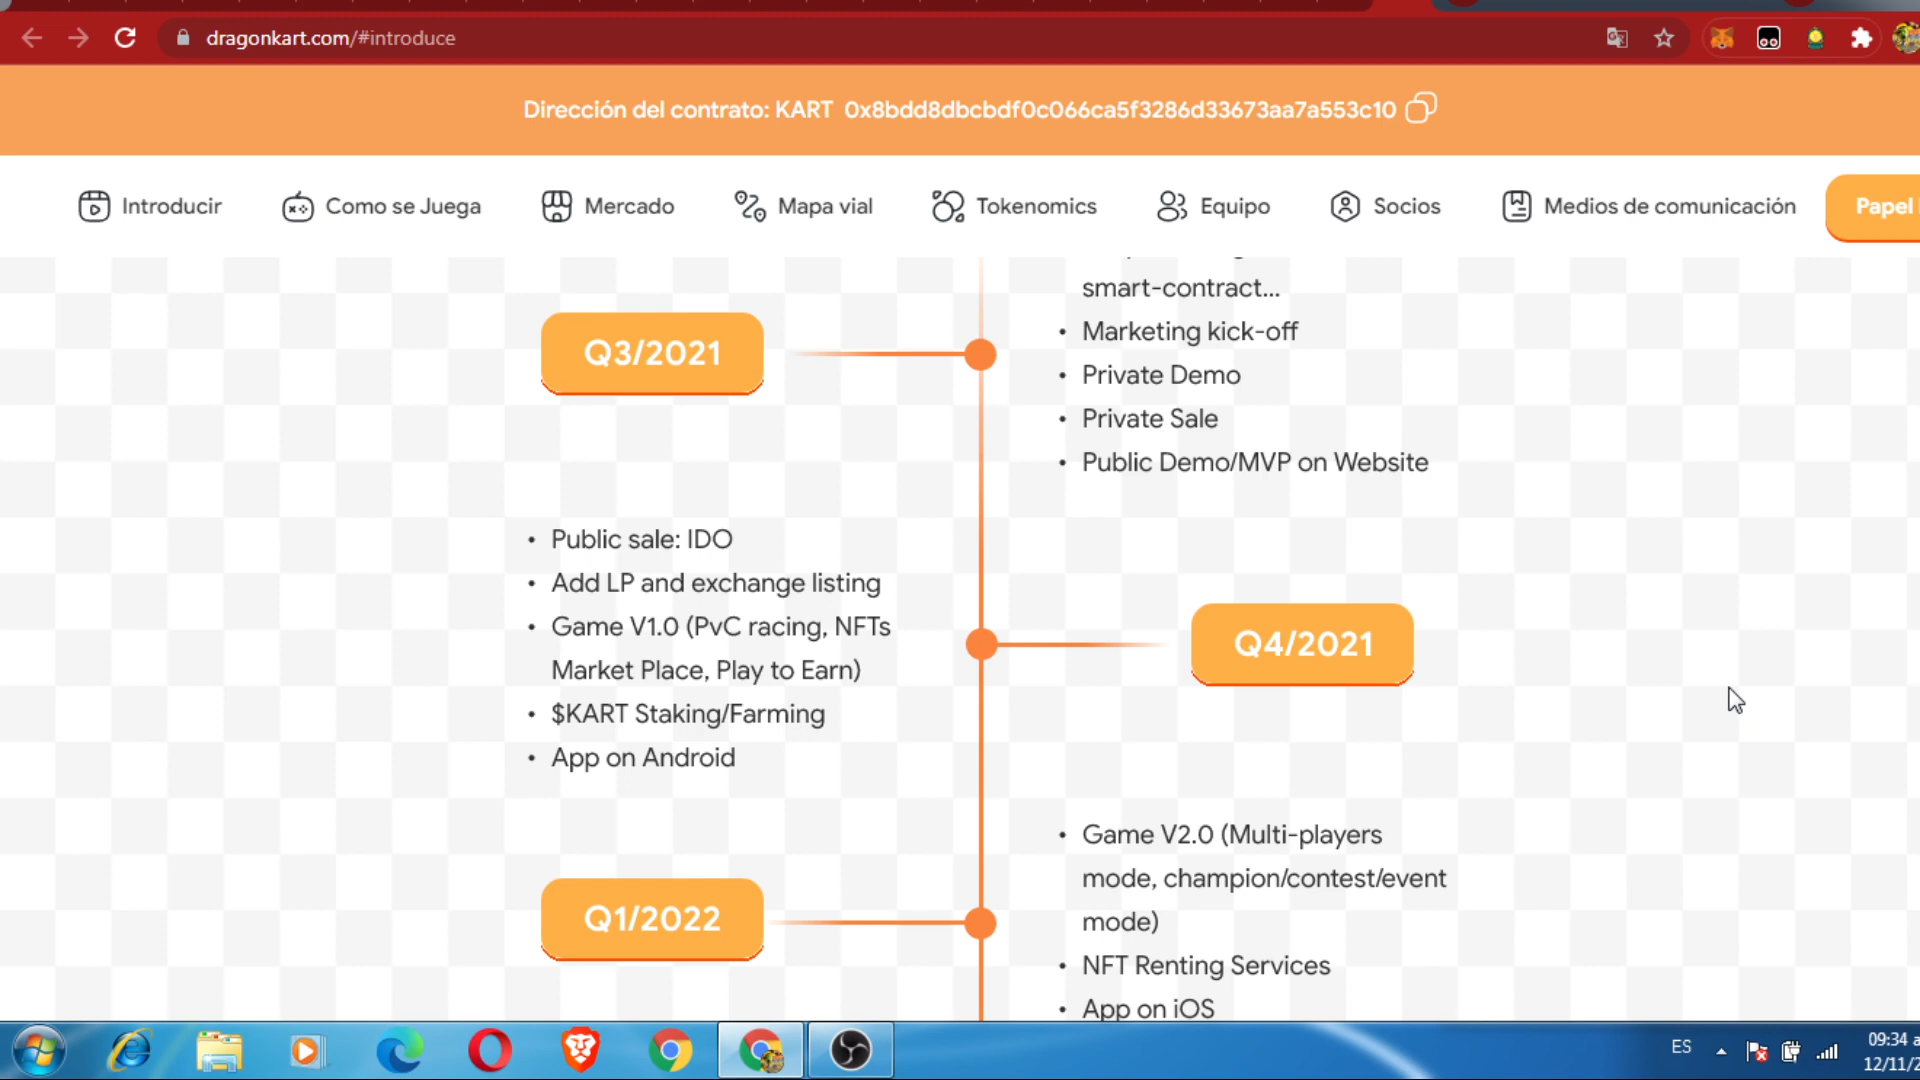 dragonkart.com/#introduce
Dirección del contrato: KART 0x8bdd8dbcbdf0c066ca5f3286d33673aa7a553c10
Introducir
Como se Juega
Mercado
Mapa vial
Tokenomics
Equipo
Socios
Medios de comunicación
Papel
smart-contract...
Q3/2021
• Marketing kick-off
• Private Demo
• Private Sale
• Public Demo/MVP on Website
• Public sale: IDO
• Add LP and exchange listing
• Game V1.0 (PvC racing, NFTs
Market Place, Play to Earn)
• $KART Staking/Farming
• App on Android
Q4/2021
• Game V2.0 (Multi-players
mode, champion/contest/event
mode)
• NFT Renting Services
• App on iOS
Q1/2022
ES
09:34 a
12/11/2